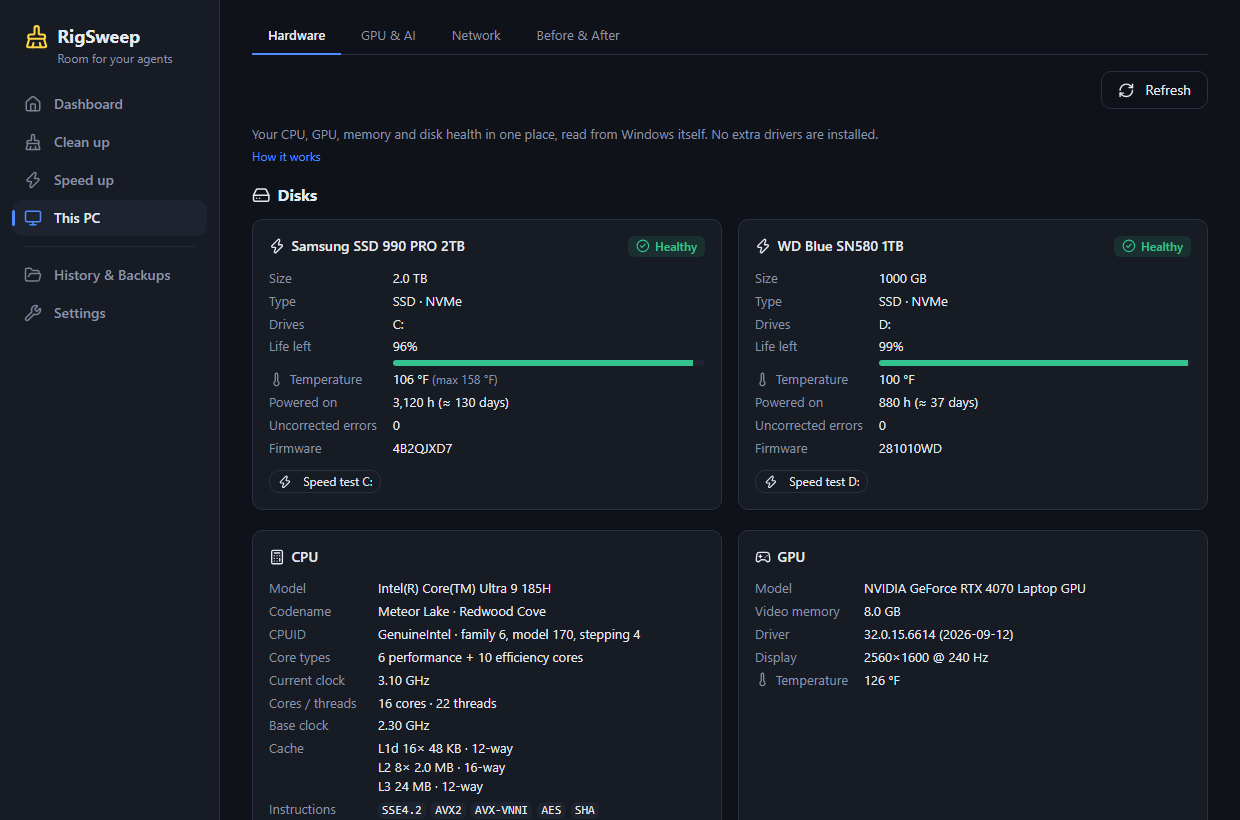 RigSweep
Room for your agents
Dashboard
Clean up
Speed up
This PC
History & Backups
Settings
Hardware GPU & AI Network Before & After
Refresh
Your CPU, GPU, memory and disk health in one place, read from Windows itself. No extra drivers are installed.
How it works
Disks
Samsung SSD 990 PRO 2TB Healthy
Size 2.0 TB
Type SSD · NVMe
Drives C:
Life left 96%
Temperature 106 °F (max 158 °F)
Powered on 3,120 h (≈ 130 days)
Uncorrected errors 0
Firmware 4B2QJXD7
Speed test C:
WD Blue SN580 1TB Healthy
Size 1000 GB
Type SSD · NVMe
Drives D:
Life left 99%
Temperature 100 °F
Powered on 880 h (≈ 37 days)
Uncorrected errors 0
Firmware 281010WD
Speed test D:
CPU
Model Intel(R) Core(TM) Ultra 9 185H
Codename Meteor Lake · Redwood Cove
CPUID GenuineIntel · family 6, model 170, stepping 4
Core types 6 performance + 10 efficiency cores
Current clock 3.10 GHz
Cores / threads 16 cores · 22 threads
Base clock 2.30 GHz
Cache L1d 16× 48 KB · 12-way
L2 8× 2.0 MB · 16-way
L3 24 MB · 12-way
Instructions SSE4.2 AVX2 AVX-VNNI AES SHA
GPU
Model NVIDIA GeForce RTX 4070 Laptop GPU
Video memory 8.0 GB
Driver 32.0.15.6614 (2026-09-12)
Display 2560×1600 @ 240 Hz
Temperature 126 °F